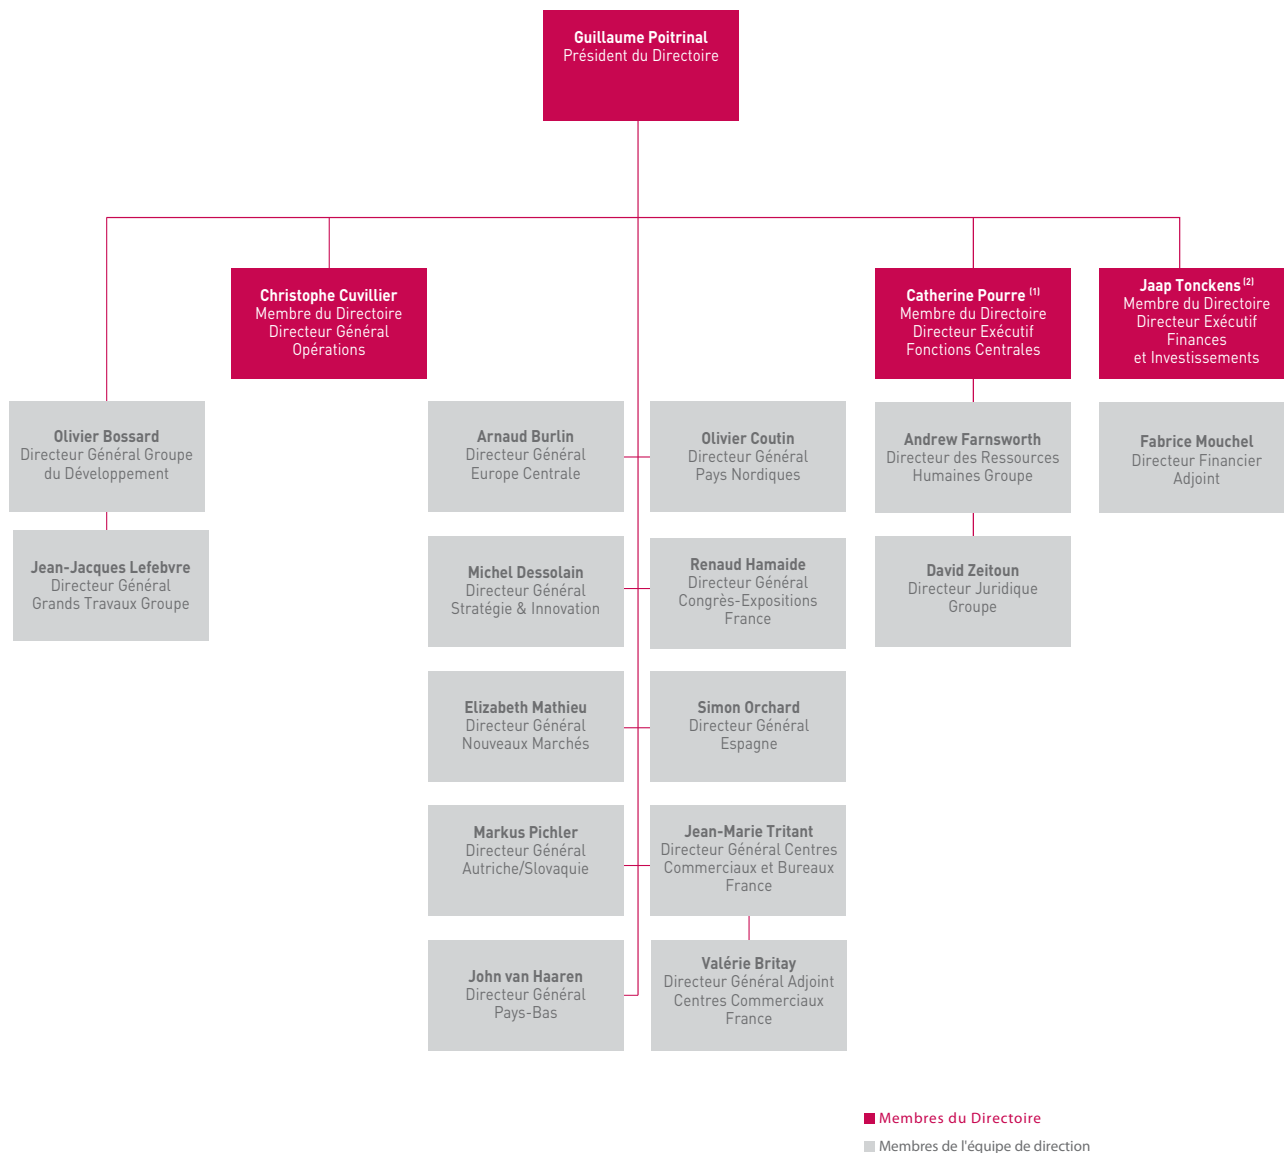 Guillaume Poitrinal
Président du Directoire
Christophe Cuvillier
Membre du Directoire
Directeur Général
Opérations
Catherine Pourre (1)
Membre du Directoire
Directeur Exécutif
Fonctions Centrales
Jaap Tonckens (2)
Membre du Directoire
Directeur Exécutif
Finances
et Investissements
Olivier Bossard
Directeur Général Groupe
du Développement
Arnaud Burlin
Directeur Général
Europe Centrale
Olivier Coutin
Directeur Général
Pays Nordiques
Andrew Farnsworth
Directeur des Ressources
Humaines Groupe
Fabrice Mouchel
Directeur Financier
Adjoint
Jean-Jacques Lefebvre
Directeur Général
Grands Travaux Groupe
Michel Dessolain
Directeur Général
Stratégie & Innovation
Renaud Hamaide
Directeur Général
Congrès-Expositions
France
David Zeitoun
Directeur Juridique
Groupe
Elizabeth Mathieu
Directeur Général
Nouveaux Marchés
Simon Orchard
Directeur Général
Espagne
Markus Pichler
Directeur Général
Autriche/Slovaquie
Jean-Marie Tritant
Directeur Général Centres
Commerciaux et Bureaux
France
John van Haaren
Directeur Général
Pays-Bas
Valérie Britay
Directeur Général Adjoint
Centres Commerciaux
France
Membres du Directoire
Membres de l'équipe de direction